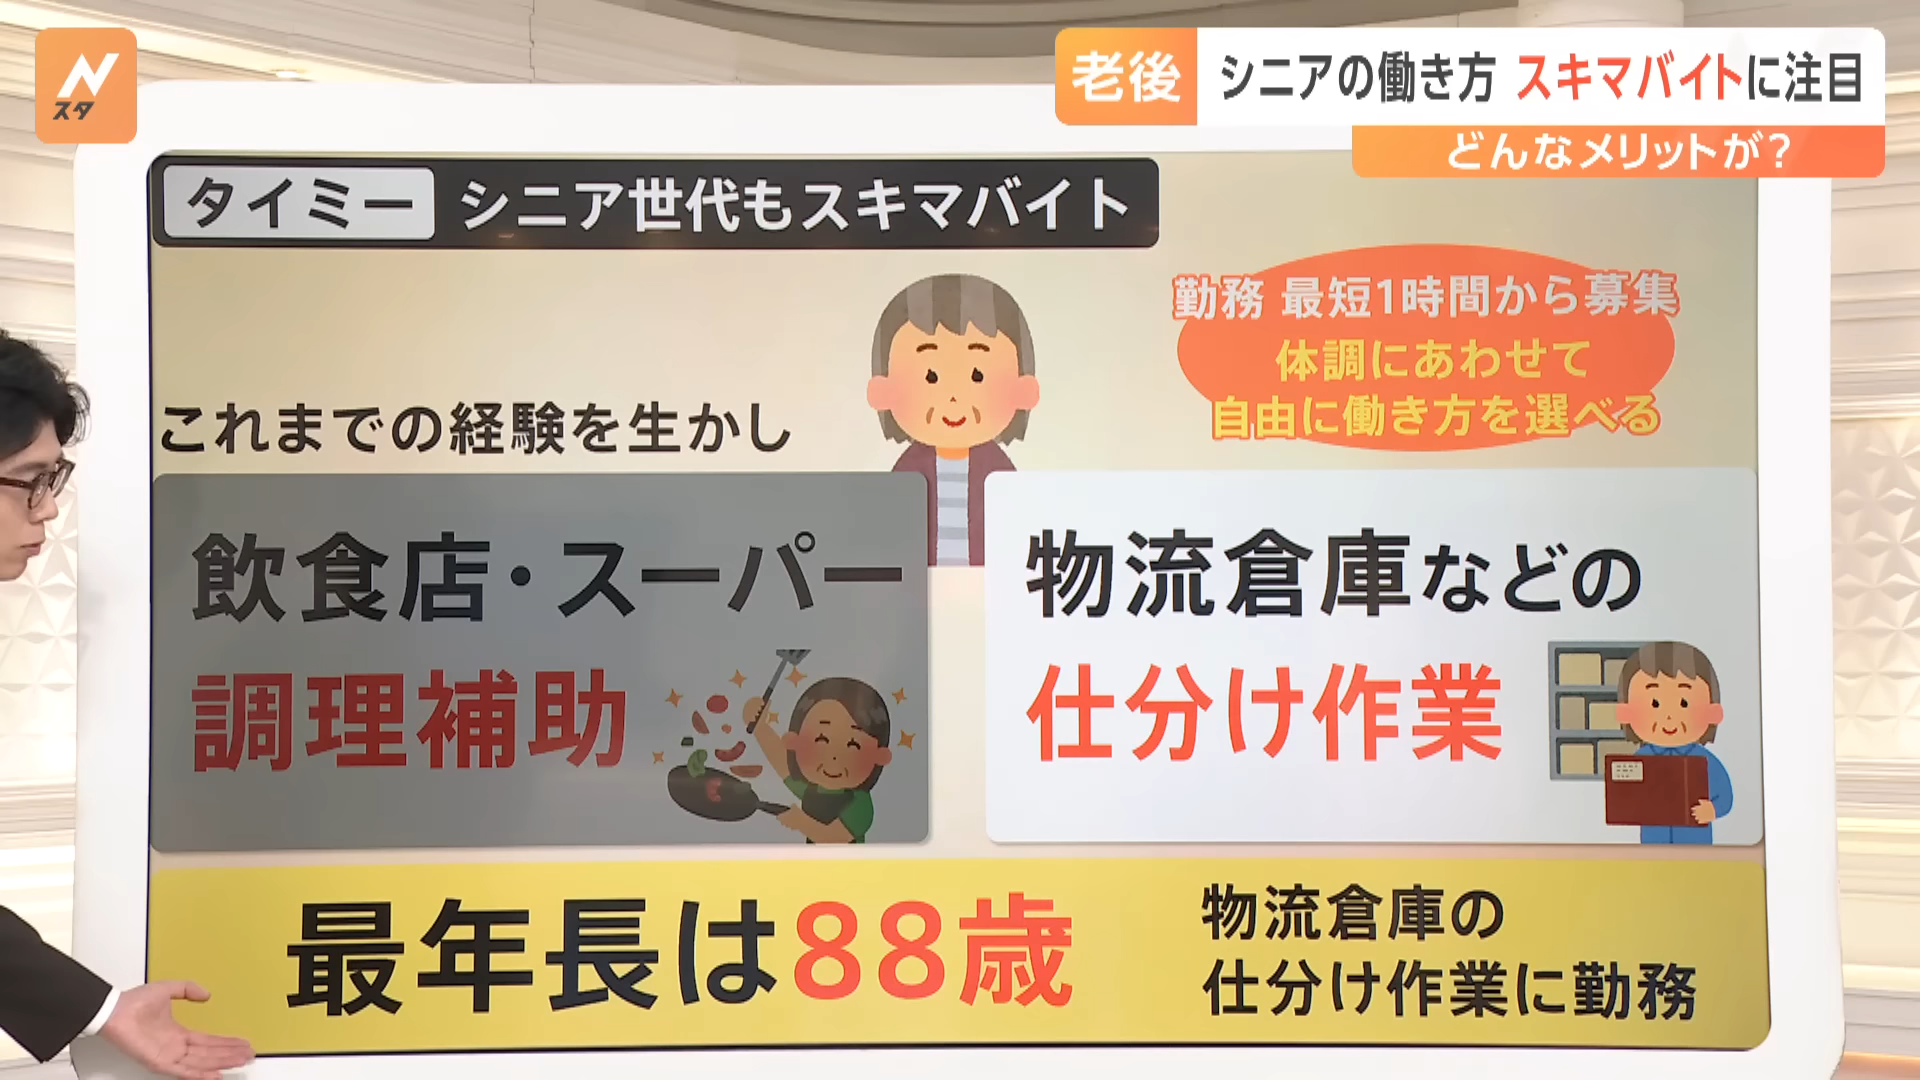 Nスタ
老後
シニアの働き方 スキマバイトに注目
どんなメリットが？
タイミー シニア世代もスキマバイト
勤務 最短1時間から募集
体調にあわせて
自由に働き方を選べる
これまでの経験を生かし
飲食店・スーパー
調理補助
物流倉庫などの
仕分け作業
最年長は88歳
物流倉庫の
仕分け作業に勤務